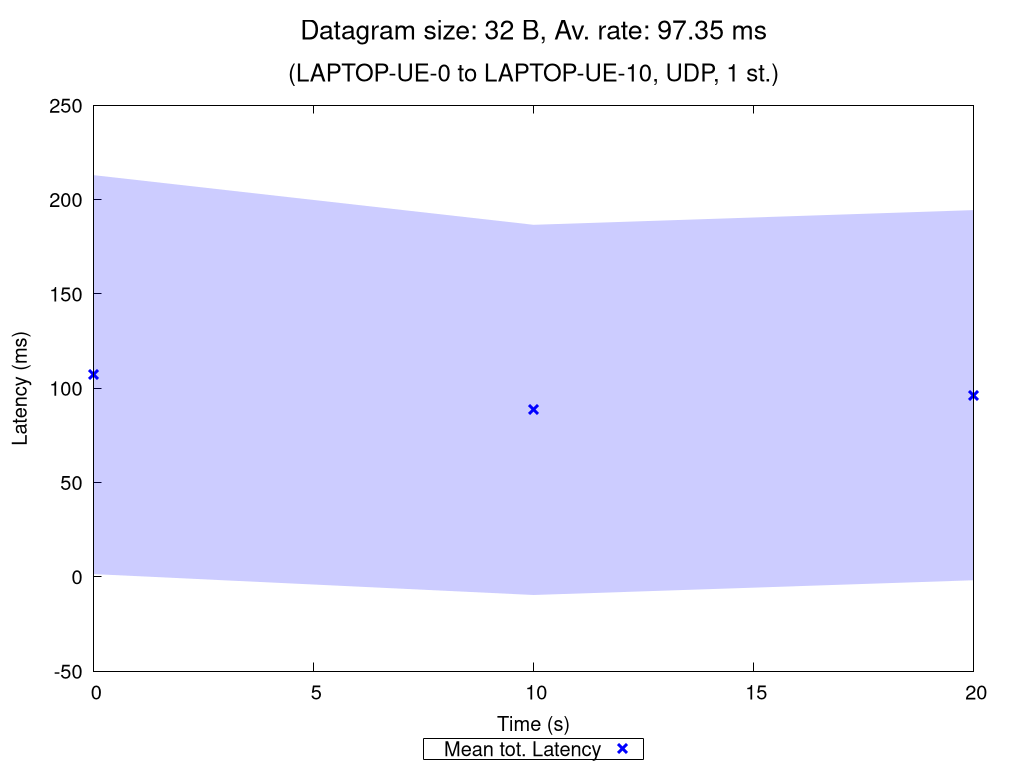 Datagram size: 32 B, Av. rate: 97.35 ms
(LAPTOP-UE-0 to LAPTOP-UE-10, UDP, 1 st.)
250
200
150
100
50
0
-50
Latency (ms)
0 5 10 15 20
Time (s)
Mean tot. Latency